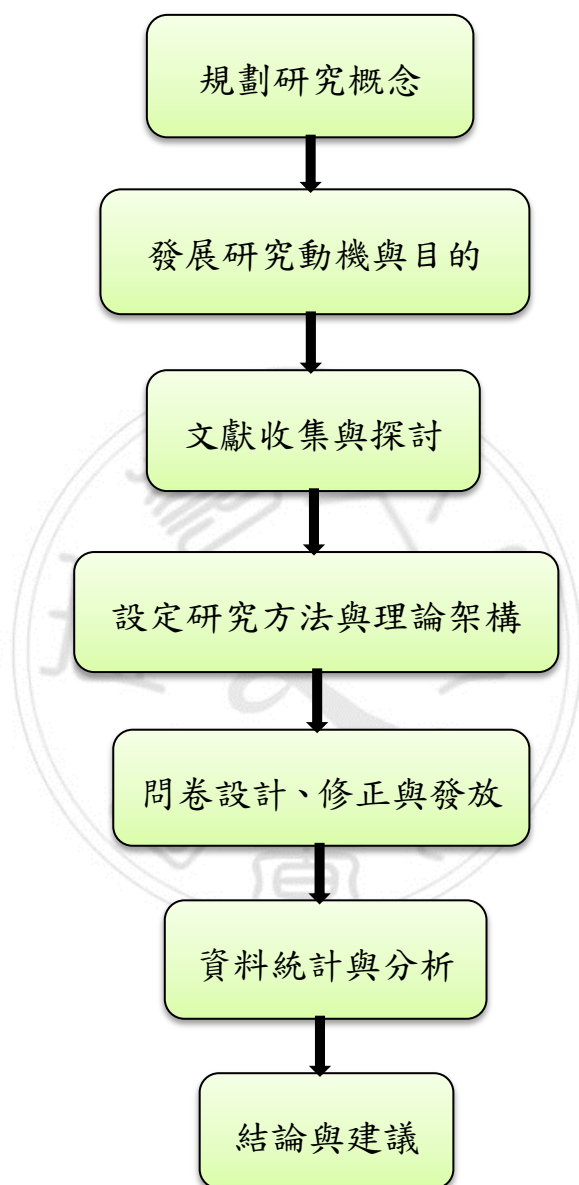 規劃研究概念
發展研究動機與目的
文獻收集與探討
設定研究方法與理論架構
問卷設計、修正與發放
資料統計與分析
結論與建議